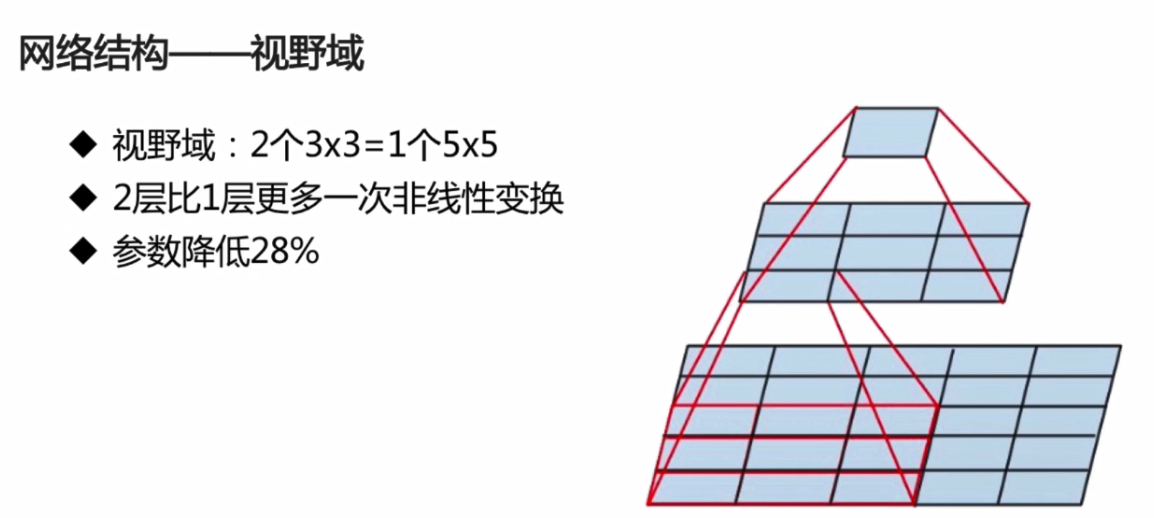 网络结构——视野域
◆ 视野域：2个3x3=1个5x5
◆ 2层比1层更多一次非线性变换
◆ 参数降低28%